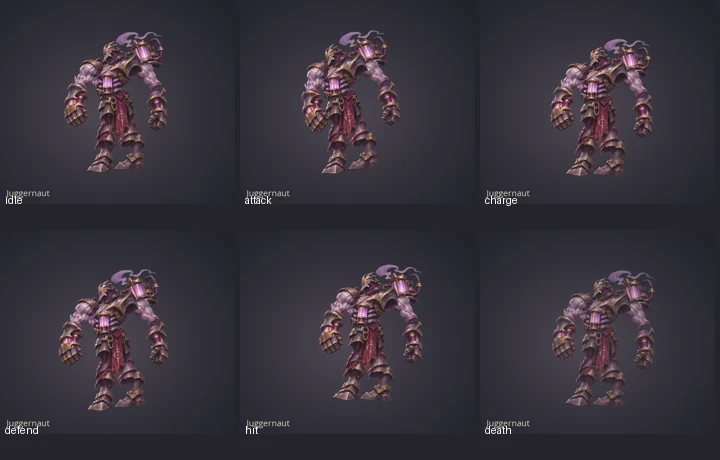 Juggernaut
idle
Juggernaut
attack
Juggernaut
charge
Juggernaut
defend
Juggernaut
hit
Juggernaut
death